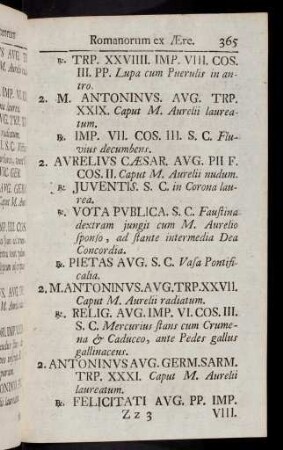 Romanorum ex Ære. 365
℞. TRP. XXVIIII. IMP. VIII. COS.
III. PP. Lupa cum Puerulis in an-
tro.
2. M. ANTONINVS. AVG. TRP.
XXIX. Caput M. Aurelii laurea-
tum.
℞. IMP. VII. COS. III. S. C. Flu-
vius decumbens.
2. AVRELIVS CÆSAR. AVG. PII F.
COS. II. Caput M. Aurelii nudum.
℞. JUVENTÌS. S. C. in Corona lau-
rea.
℞. VOTA PVBLICA. S. C. Faustina
dextram jungit cum M. Aurelio
sponso, ad stante intermedia Dea
Concordia.
℞. PIETAS AVG. S. C. Vasa Pontifi-
calia.
2. M. ANTONINVS. AVG. TRP. XXVII.
Caput M. Aurelii radiatum.
℞. RELIG. AVG. IMP. VI. COS. III.
S. C. Mercurius stans cum Crume-
na & Caduceo, ante Pedes gallus
gallinaceus.
2. ANTONINVS AVG. GERM. SARM.
TRP. XXXI. Caput M. Aurelii
laureatum.
℞. FELICITATI AVG. PP. IMP.
Z z 3 VIII.